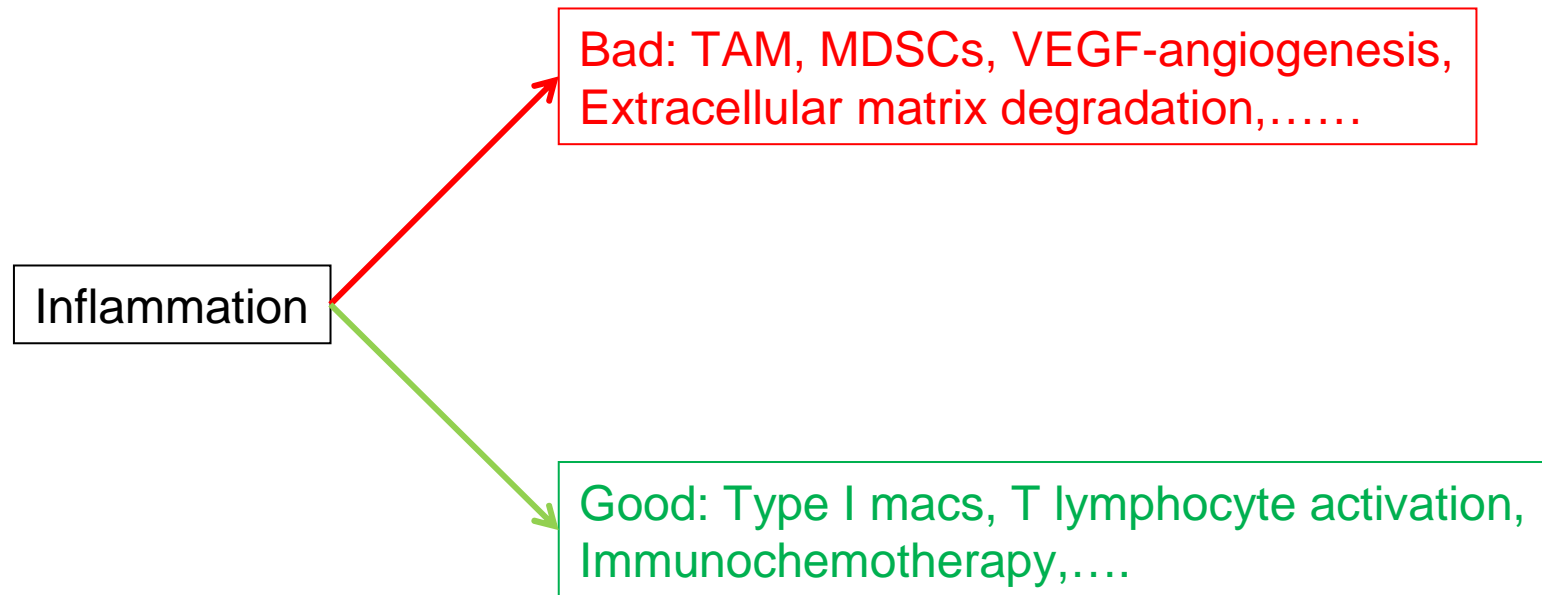 Bad: TAM, MDSCs, VEGF-angiogenesis,
Extracellular matrix degradation,……
Inflammation
Good: Type I macs, T lymphocyte activation,
Immunochemotherapy,….